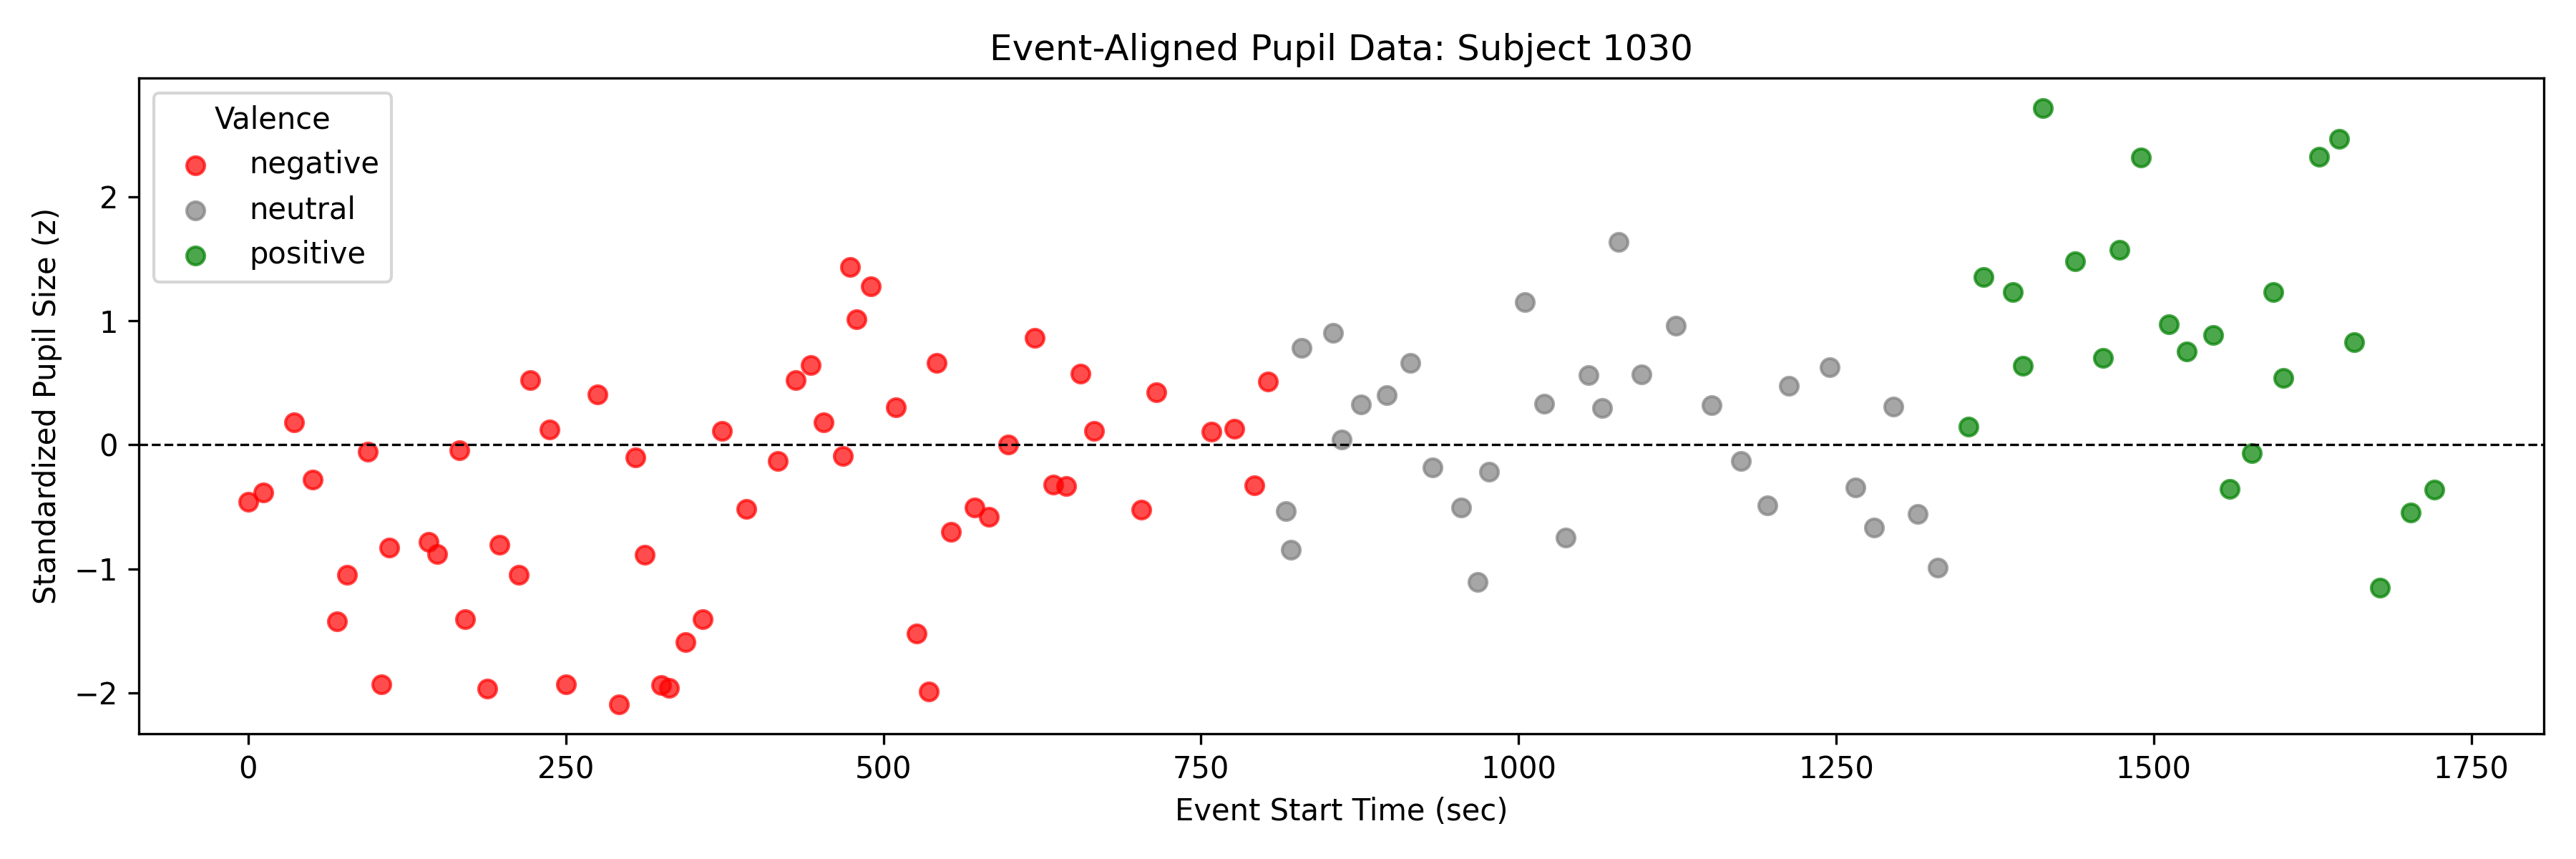 Event-Aligned Pupil Data: Subject 1030
Valence
negative
neutral
positive
Standardized Pupil Size (z)
2
1
0
−1
−2
0 250 500 750 1000 1250 1500 1750
Event Start Time (sec)